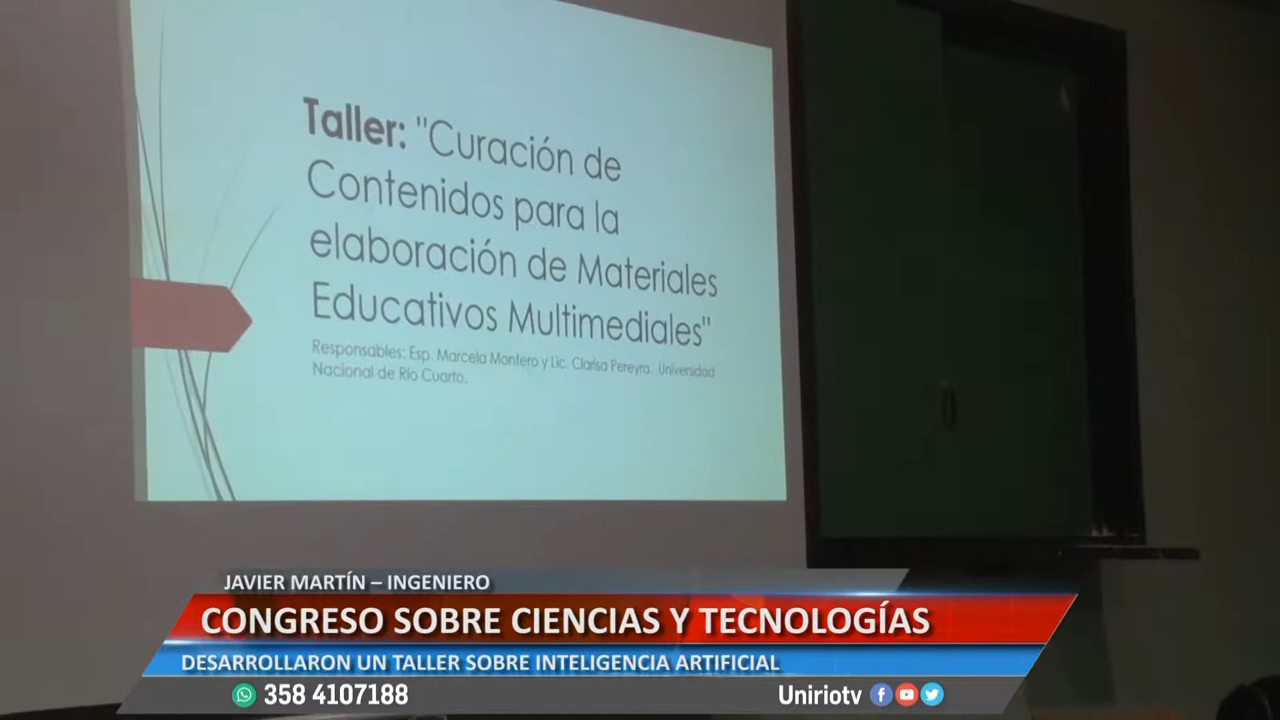 Taller: "Curación de
Contenidos para la
elaboración de Materiales
Educativos Multimediales"
Responsables: Esp. Marcela Montero y Lic. Clarisa Pereyra. Universidad
Nacional de Río Cuarto.
JAVIER MARTÍN – INGENIERO
CONGRESO SOBRE CIENCIAS Y TECNOLOGÍAS
DESARROLLARON UN TALLER SOBRE INTELIGENCIA ARTIFICIAL
358 4107188 Uniriotv